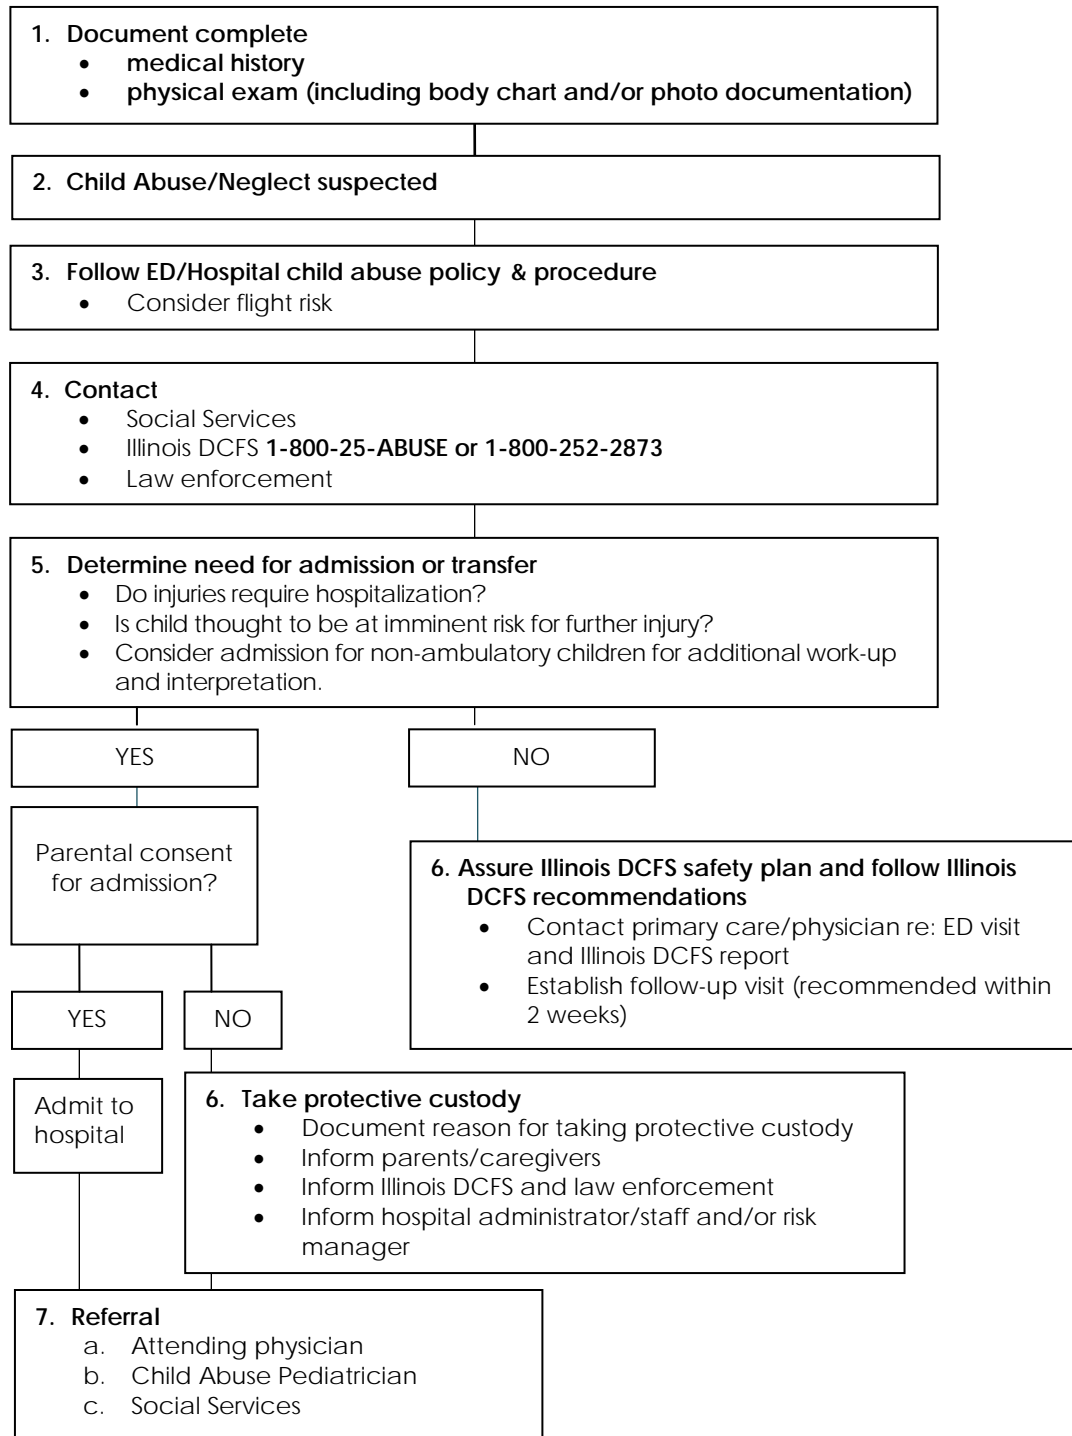 1. Document complete
• medical history
• physical exam (including body chart and/or photo documentation)
2. Child Abuse/Neglect suspected
3. Follow ED/Hospital child abuse policy & procedure
• Consider flight risk
4. Contact
• Social Services
• Illinois DCFS 1-800-25-ABUSE or 1-800-252-2873
• Law enforcement
5. Determine need for admission or transfer
• Do injuries require hospitalization?
• Is child thought to be at imminent risk for further injury?
• Consider admission for non-ambulatory children for additional work-up
and interpretation.
YES
NO
Parental consent
for admission?
6. Assure Illinois DCFS safety plan and follow Illinois
DCFS recommendations
• Contact primary care/physician re: ED visit
and Illinois DCFS report
• Establish follow-up visit (recommended within
2 weeks)
YES
NO
Admit to
hospital
6. Take protective custody
• Document reason for taking protective custody
• Inform parents/caregivers
• Inform Illinois DCFS and law enforcement
• Inform hospital administrator/staff and/or risk
manager
7. Referral
a. Attending physician
b. Child Abuse Pediatrician
c. Social Services